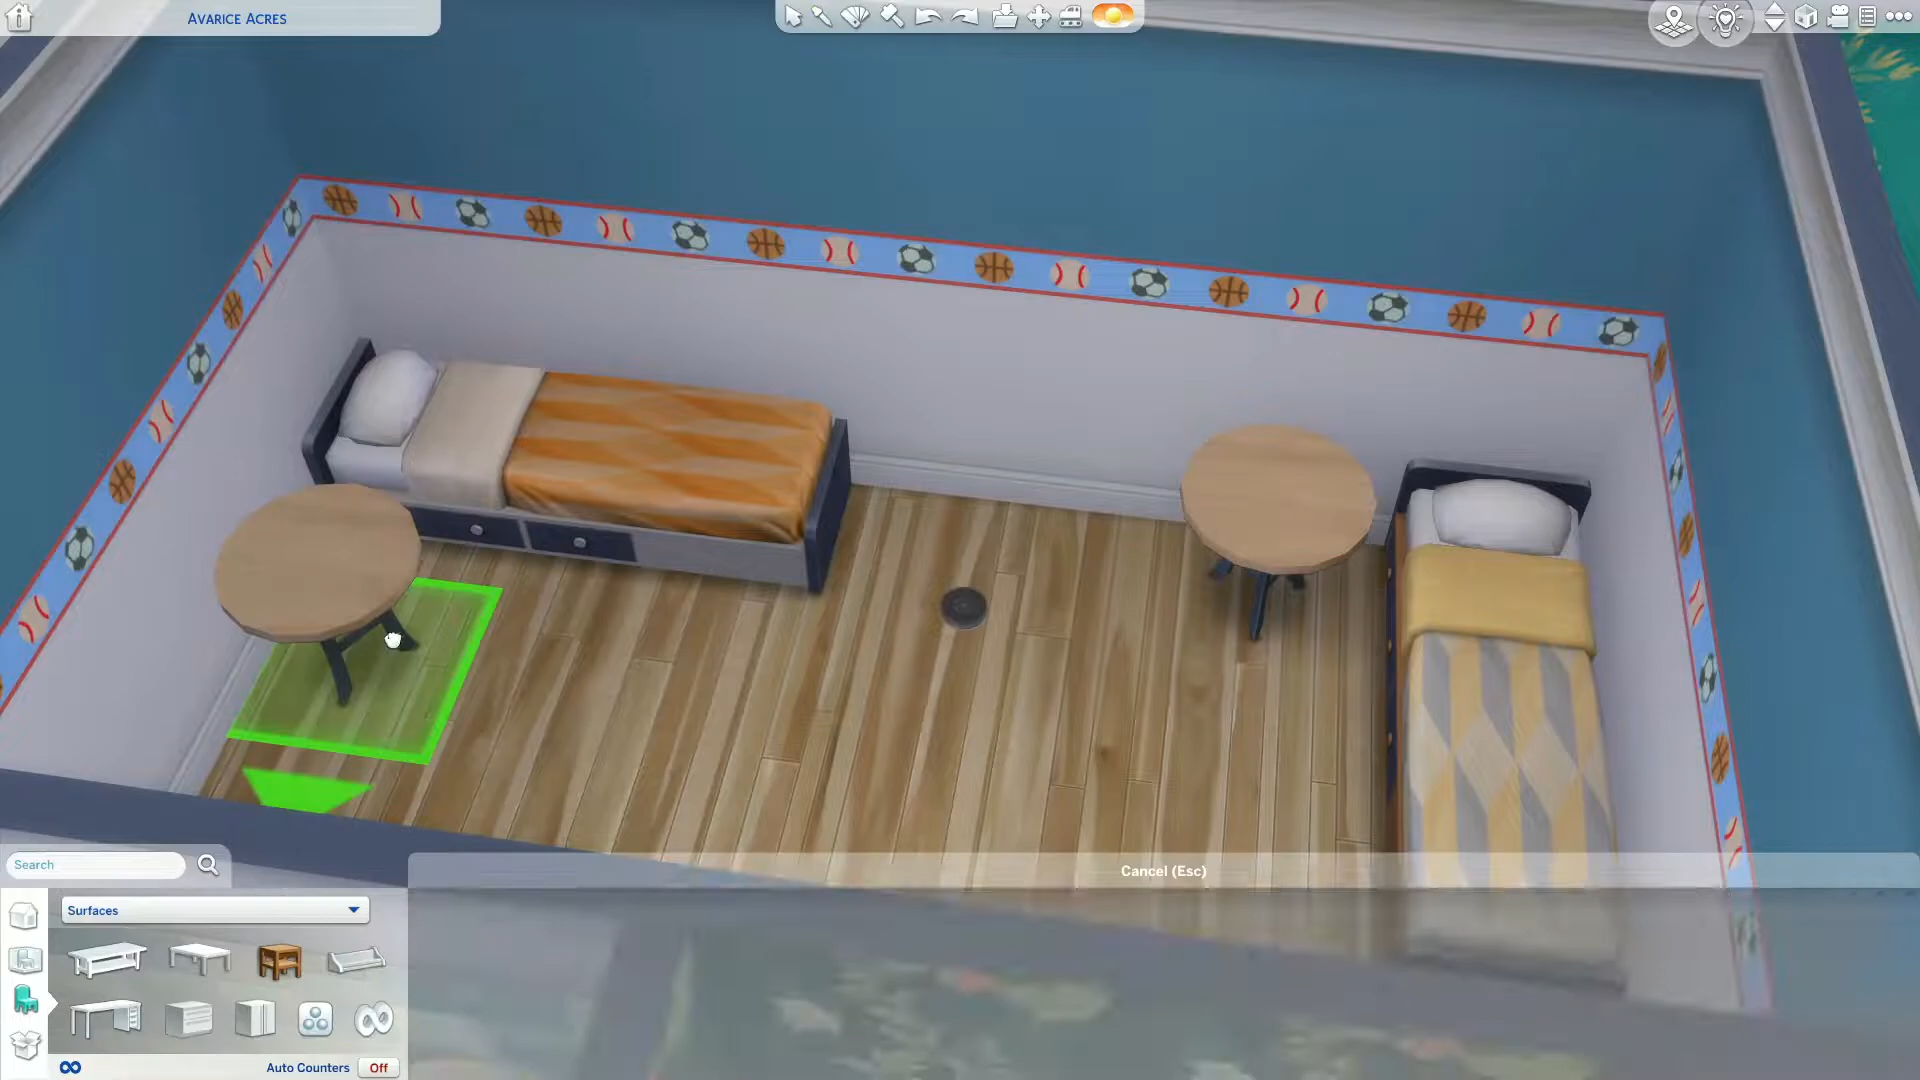 AVARICE ACRES
Cancel (Esc)
Search
Surfaces
Auto Counters Off